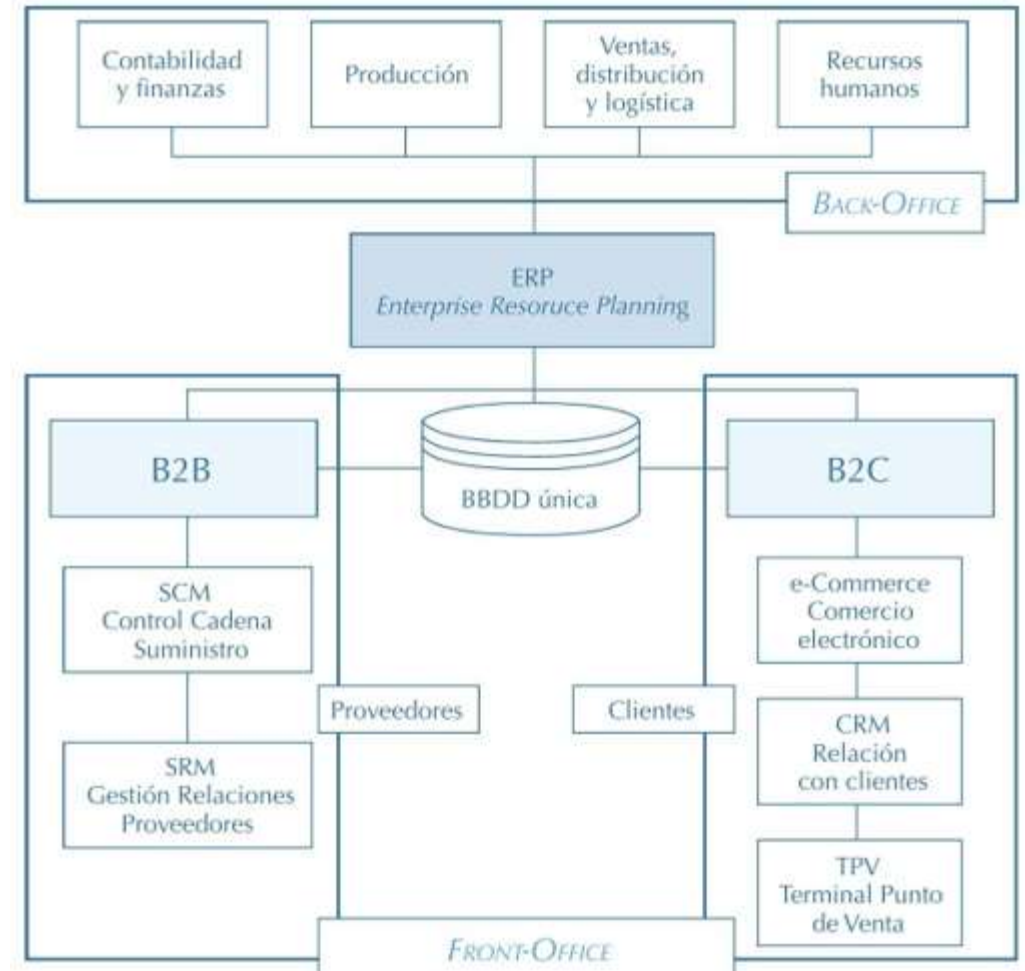 Contabilidad
y finanzas
Producción
Ventas,
distribución
y logística
Recursos
humanos
BACK-OFFICE
ERP
Enterprise Resoruce Planning
B2B
BBDD única
B2C
SCM
Control Cadena
Suministro
e-Commerce
Comercio
electrónico
Proveedores
Clientes
SRM
Gestión Relaciones
Proveedores
CRM
Relación
con clientes
TPV
Terminal Punto
de Venta
FRONT-OFFICE